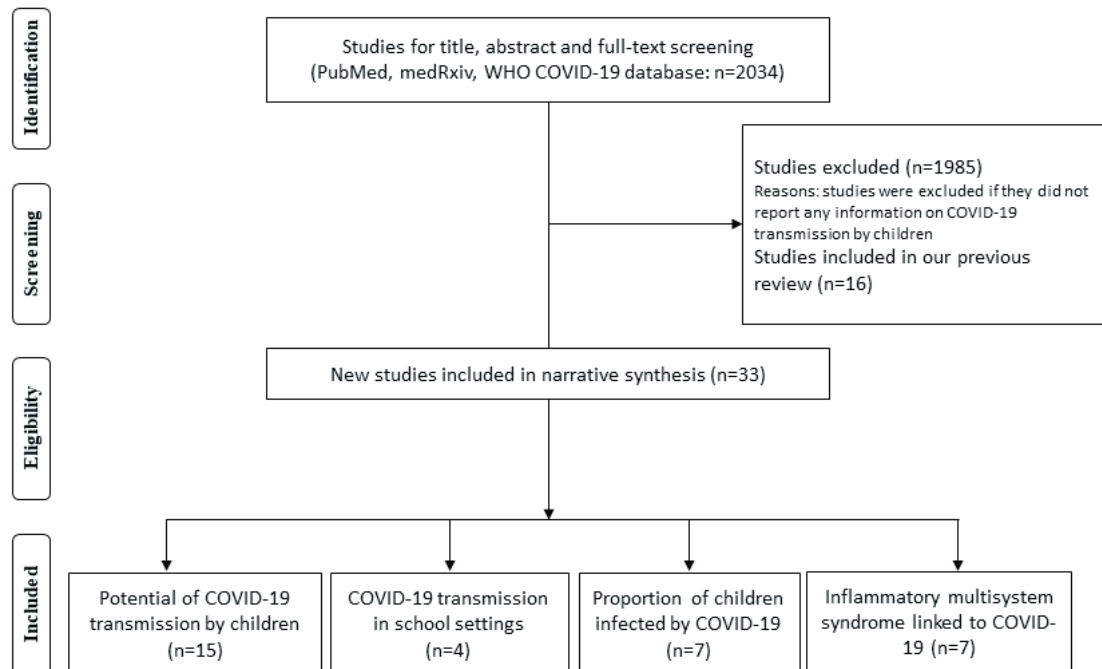 Identification
Studies for title, abstract and full-text screening
(PubMed, medRxiv, WHO COVID-19 database: n=2034)
Screening
Studies excluded (n=1985)
Reasons: studies were excluded if they did not
report any information on COVID-19
transmission by children
Studies included in our previous
review (n=16)
Eligibility
New studies included in narrative synthesis (n=33)
Included
Potential of COVID-19
transmission by children
(n=15)
COVID-19 transmission
in school settings
(n=4)
Proportion of children
infected by COVID-19
(n=7)
Inflammatory multisystem
syndrome linked to COVID-
19 (n=7)